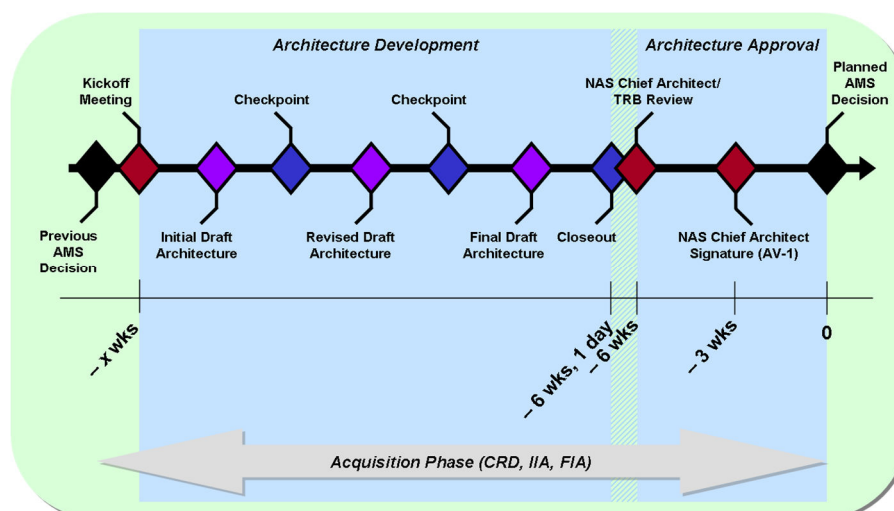 Architecture Development
Architecture Approval
Kickoff
Meeting
Checkpoint
Checkpoint
NAS Chief Architect/
TRB Review
Planned
AMS
Decision
Previous
AMS
Decision
Initial Draft
Architecture
Revised Draft
Architecture
Final Draft
Architecture
Closeout
NAS Chief Architect
Signature (AV-1)
– x wks
– 6 wks, 1 day
– 6 wks
– 3 wks
0
Acquisition Phase (CRD, IIA, FIA)